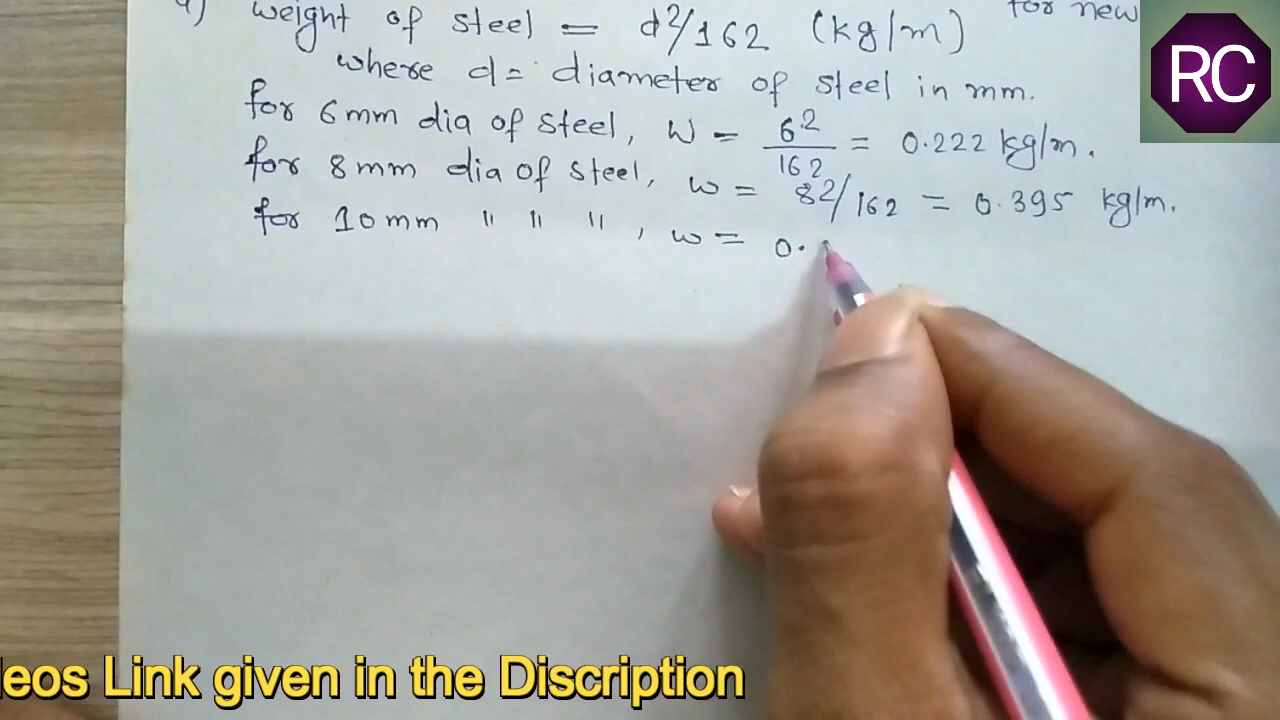 4) weight of steel = d²/162 (kg/m) for new
where d = diameter of steel in mm.
for 6mm dia of steel, W = 6²/162 = 0.222 kg/m.
for 8mm dia of steel, w = 8²/162 = 0.395 kg/m.
for 10mm " " ", w = 0.
RC
eos Link given in the Discription